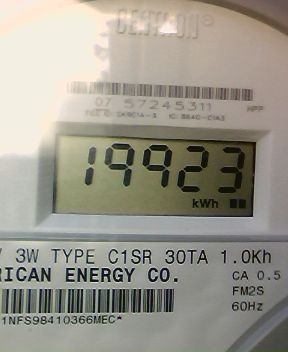 CENTRON®
07 57245311 HPP
19923
kWh
V 3W TYPE C1SR 30TA 1.0Kh
RICAN ENERGY CO.
CA 0.5
FM2S
60Hz
1NFS98410366MEC*